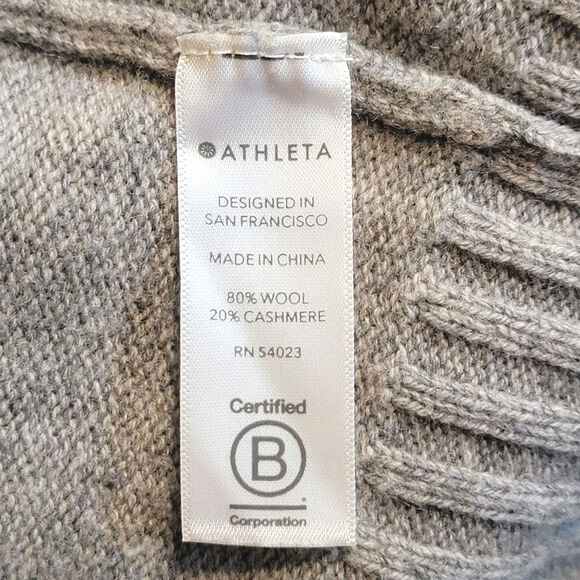 ATHLETA
DESIGNED IN
SAN FRANCISCO
MADE IN CHINA
80% WOOL
20% CASHMERE
RN 54023
Certified
B
Corporation